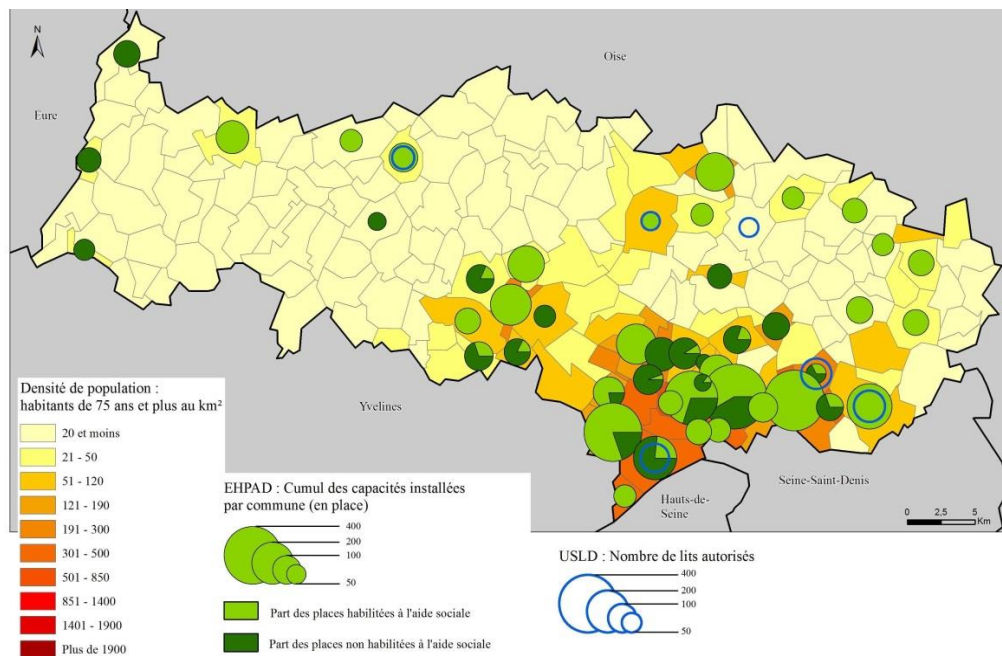 N
Oise
Eure
Yvelines
Seine-Saint-Denis
Hauts-de-
Seine
0 2,5 5
Km
Densité de population :
habitants de 75 ans et plus au km²
20 et moins
21 - 50
51 - 120
121 - 190
191 - 300
301 - 500
501 - 850
851 - 1400
1401 - 1900
Plus de 1900
EHPAD : Cumul des capacités installées
par commune (en place)
400
200
100
50
Part des places habilitées à l'aide sociale
Part des places non habilitées à l'aide sociale
USLD : Nombre de lits autorisés
400
200
100
50